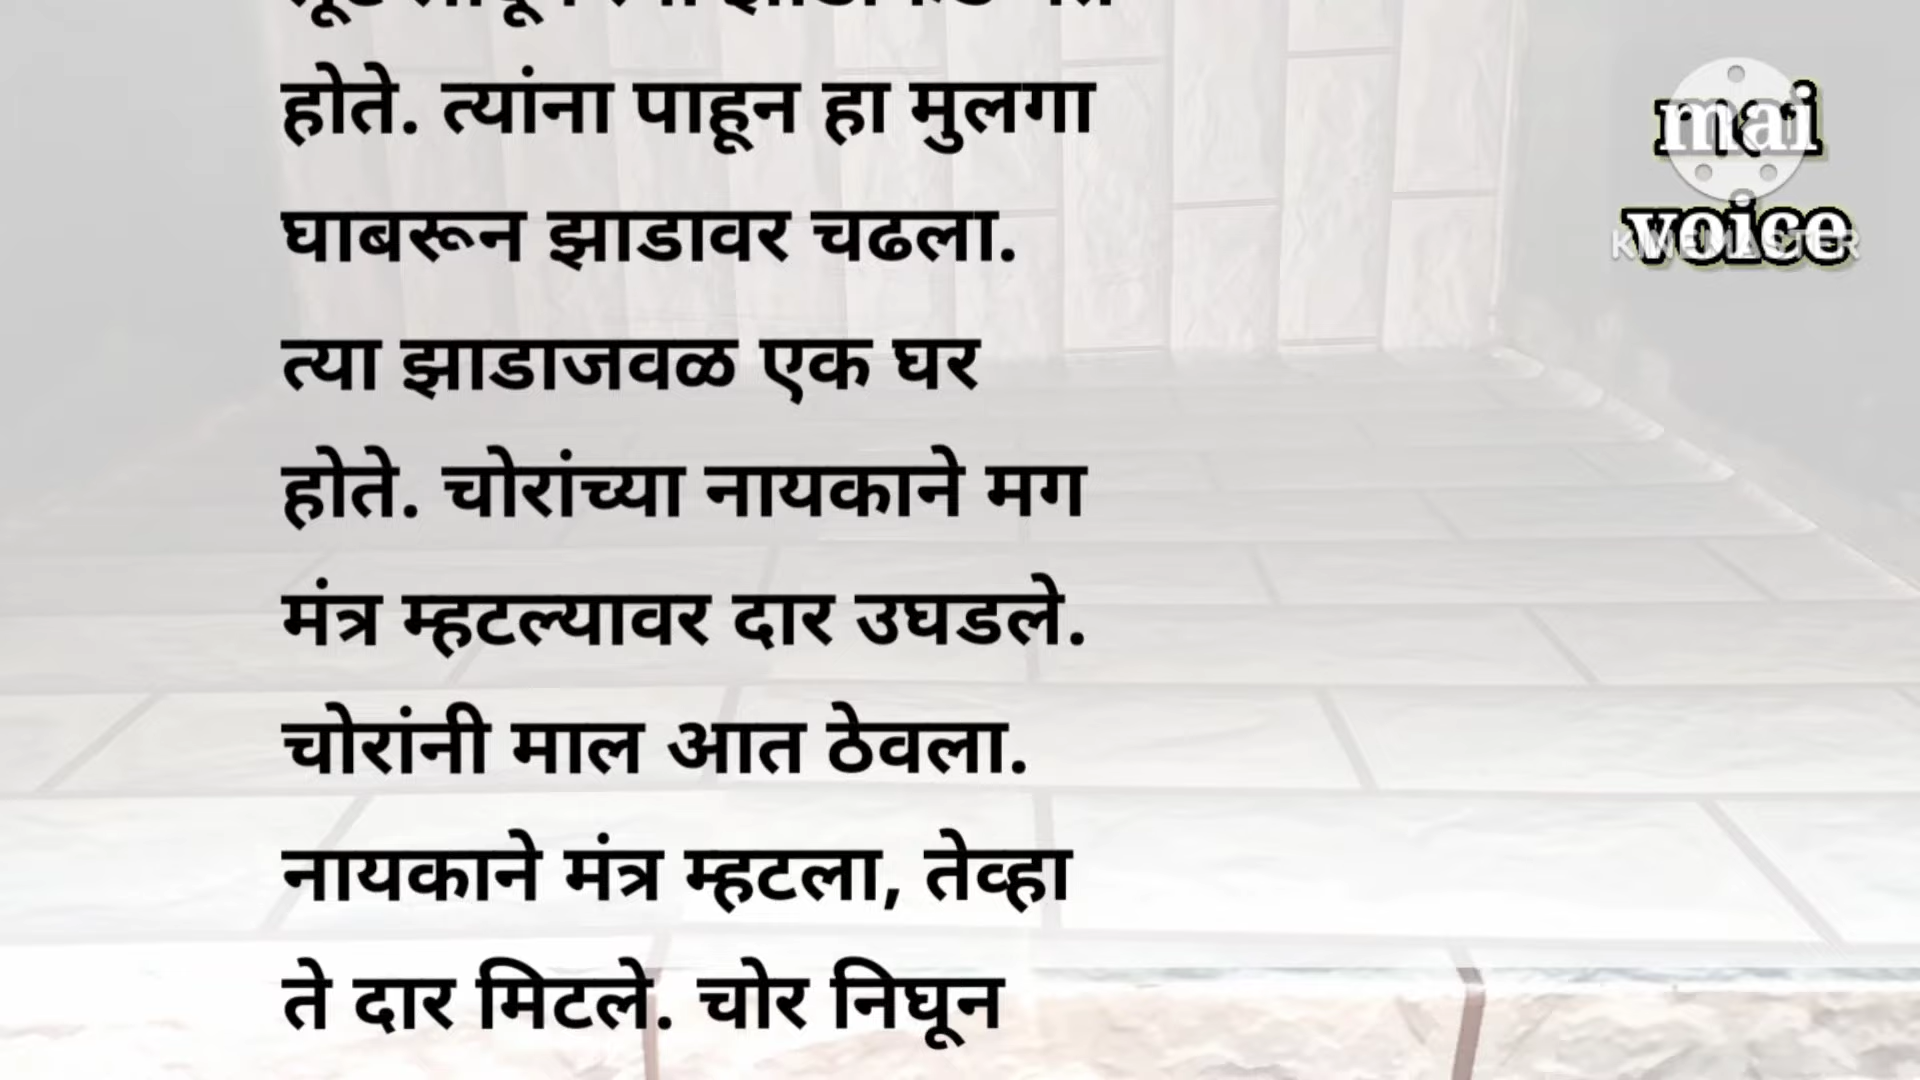 होते. त्यांना पाहून हा मुलगा
घाबरून झाडावर चढला.
त्या झाडाजवळ एक घर
होते. चोरांच्या नायकाने मग
मंत्र म्हटल्यावर दार उघडले.
चोरांनी माल आत ठेवला.
नायकाने मंत्र म्हटला, तेव्हा
ते दार मिटले. चोर निघून
mai
voice
KINEMASTER